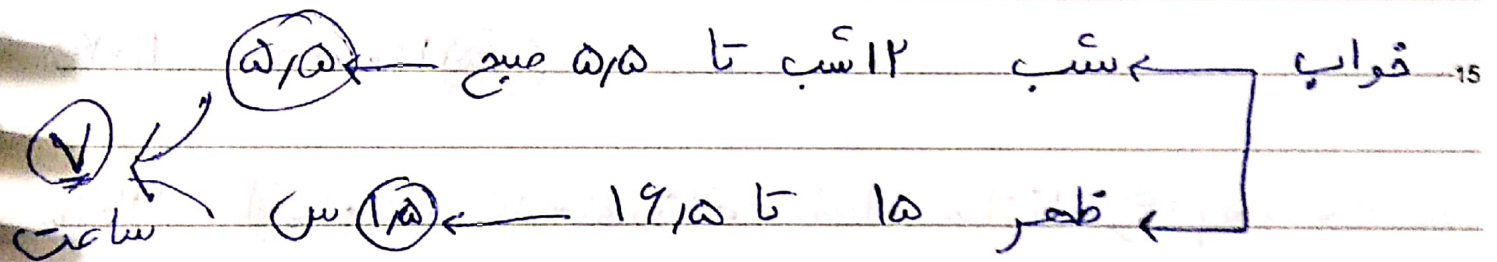 15 خواب ← شب ۱۲ شب تا ۵٫۵ صبح ← ۵٫۵
← ظهر ۱۵ تا ۱۶٫۵ ← ۱٫۵ س
۷ ساعت